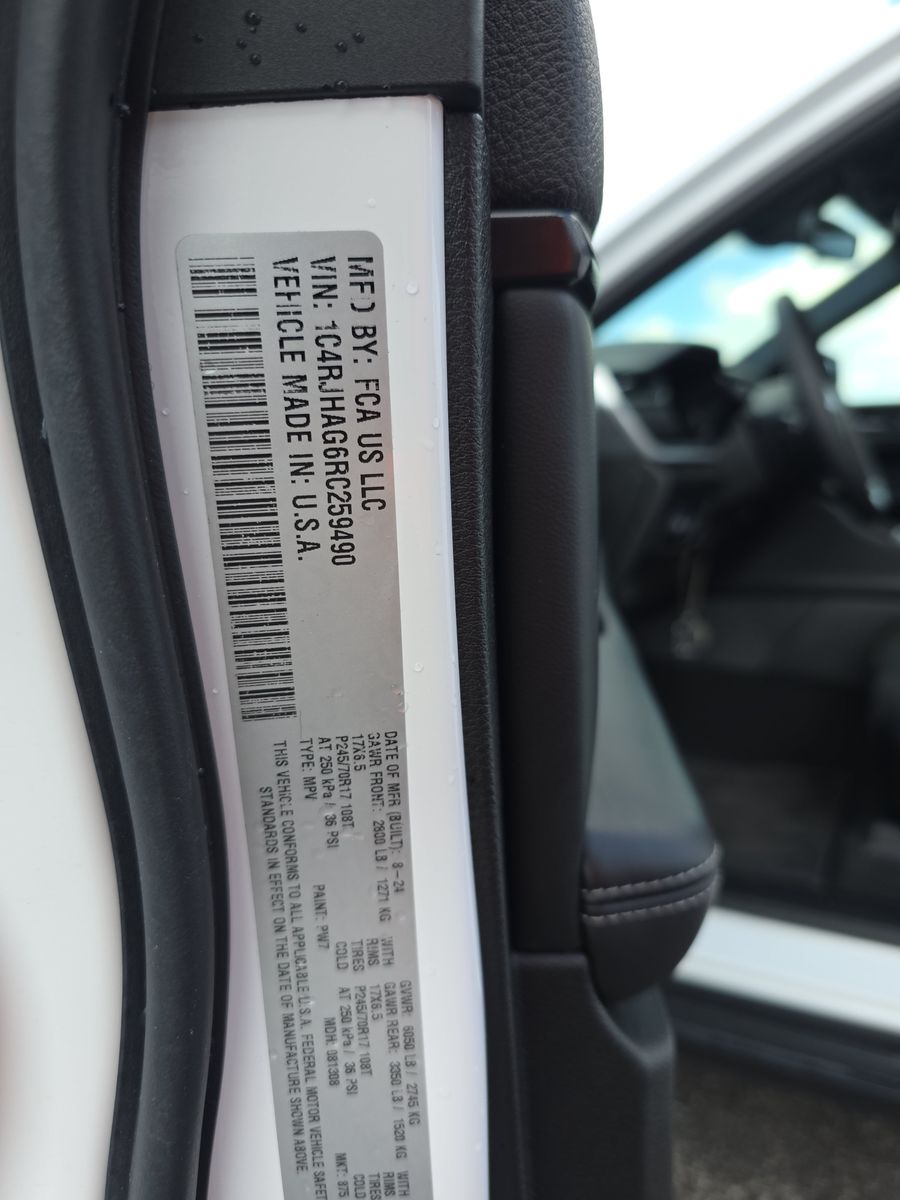 MFD BY: FCA US LLC
VIN: 1C4RJHAG6RC259490
VEHICLE MADE IN: U.S.A.
DATE OF MFR (BUILT): 8-24 GVWR: 6050 LB / 2745 KG
GAWR FRONT: 2800 LB / 1271 KG WITH GAWR REAR: 3350 LB / 1520 KG WITH
17X6.5 RIMS 17X6.5 RIMS
P245/70R17 108T TIRES P245/70R17 108T TIRES
AT 250 kPa / 36 PSI COLD AT 250 kPa / 36 PSI COLD
TYPE: MPV PAINT: PW7 MDH: 081308 MKT: 875
THIS VEHICLE CONFORMS TO ALL APPLICABLE U.S.A. FEDERAL MOTOR VEHICLE SAFET
STANDARDS IN EFFECT ON THE DATE OF MANUFACTURE SHOWN ABOVE.